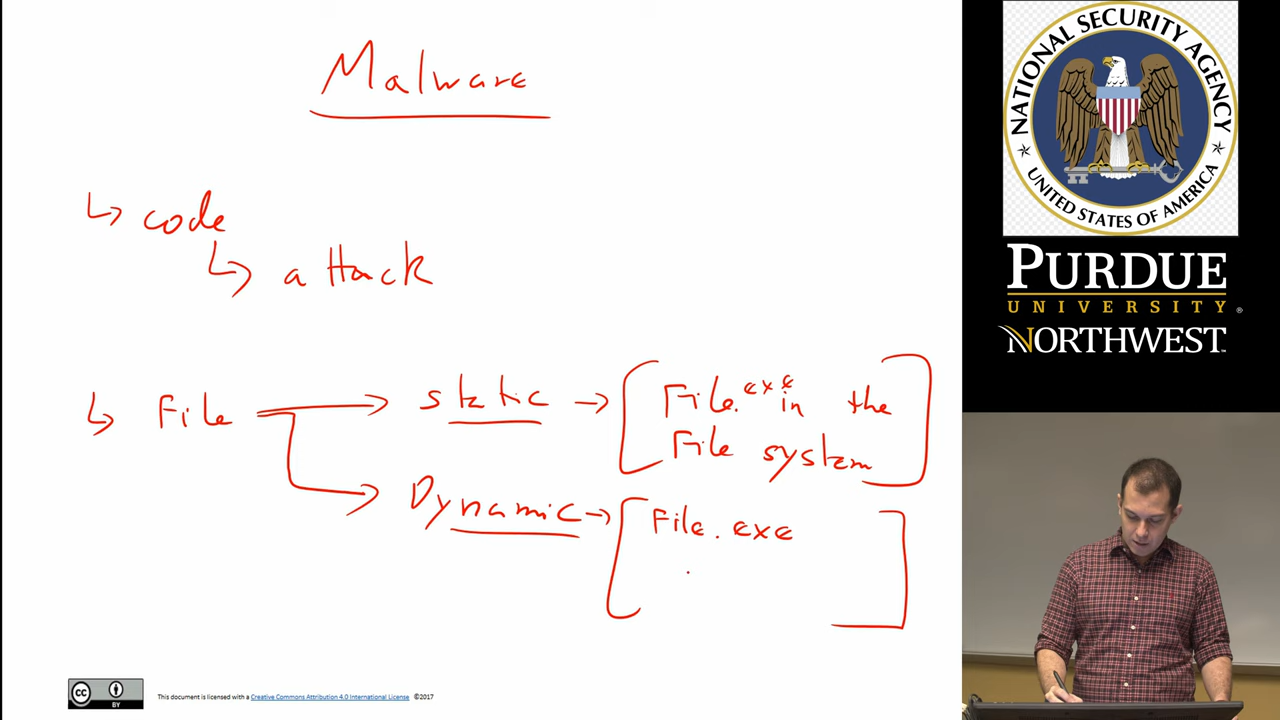 Malware
↳ code
↳ attack
↳ File → static → [File.exe in the
File system]
→ Dynamic → [File.exe
]
NATIONAL SECURITY AGENCY
UNITED STATES OF AMERICA
PURDUE
UNIVERSITY®
NORTHWEST™
cc BY
This document is licensed with a Creative Commons Attribution 4.0 International License ©2017